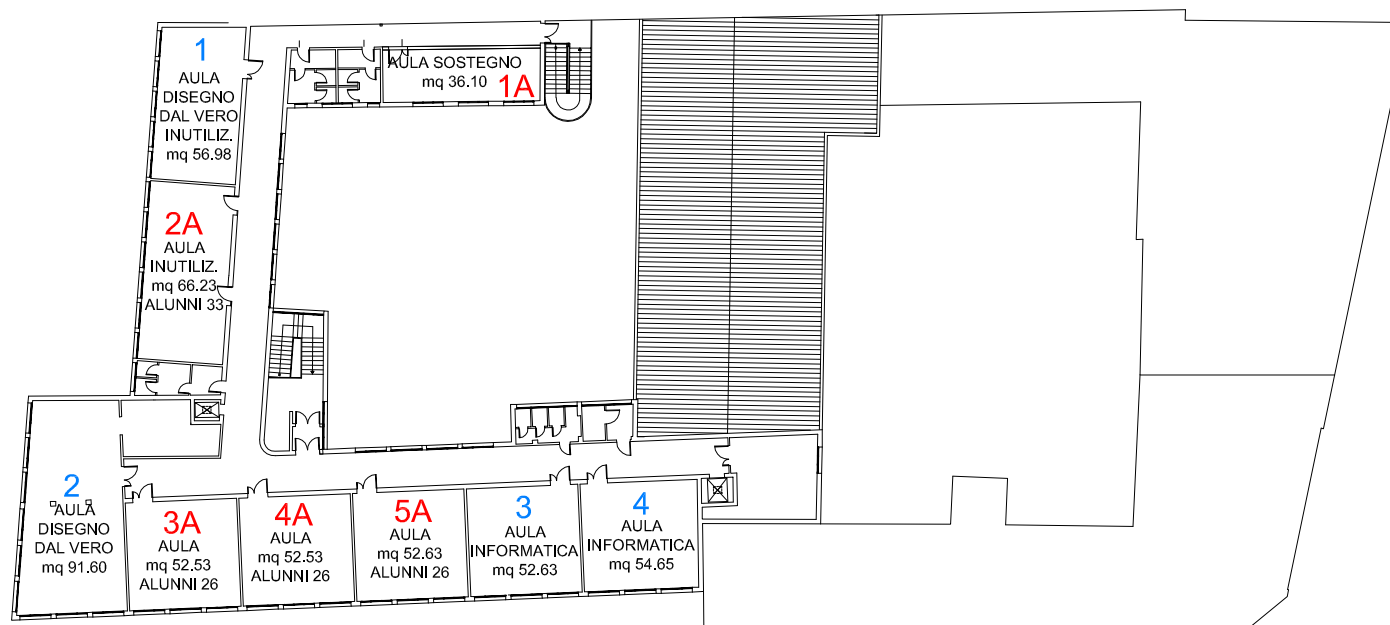 1
AULA
DISEGNO
DAL VERO
INUTILIZ.
mq 56.98
AULA SOSTEGNO
mq 36.10
1A
2A
AULA
INUTILIZ.
mq 66.23
ALUNNI 33
2
AULA
DISEGNO
DAL VERO
mq 91.60
3A
AULA
mq 52.53
ALUNNI 26
4A
AULA
mq 52.53
ALUNNI 26
5A
AULA
mq 52.63
ALUNNI 26
3
AULA
INFORMATICA
mq 52.63
4
AULA
INFORMATICA
mq 54.65